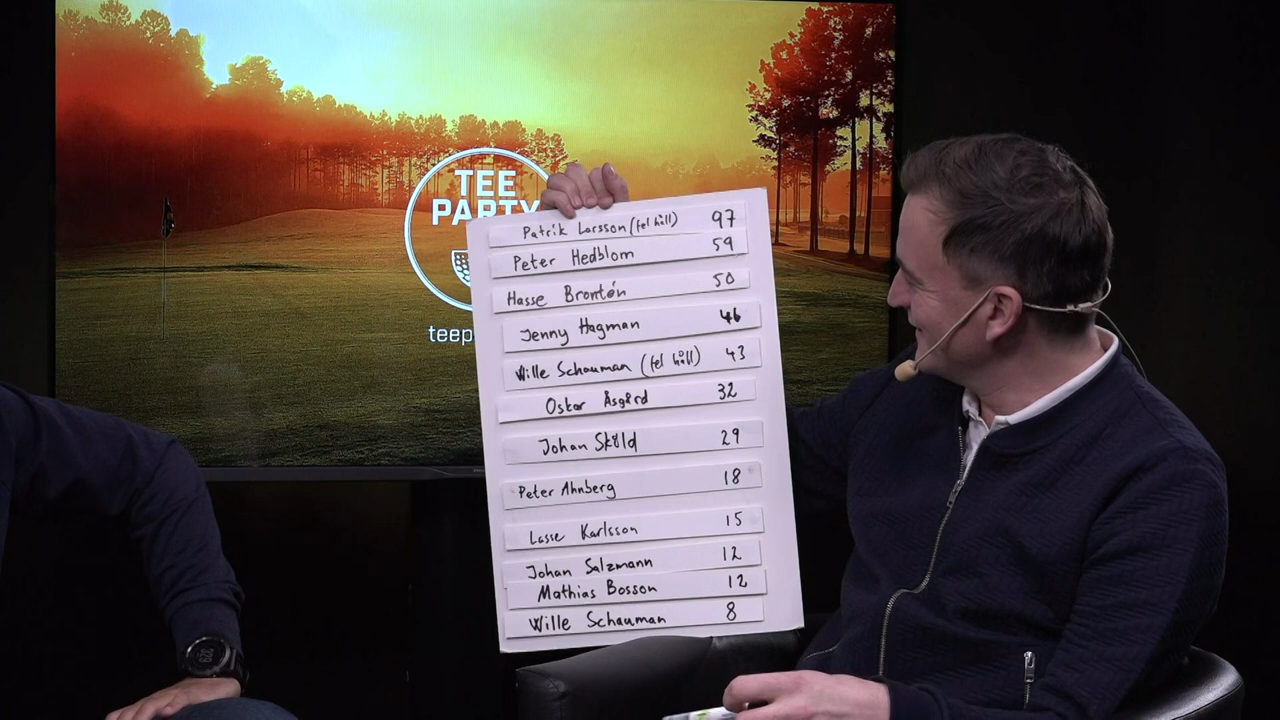 TEE
PARTY
teep
Patrik Larsson (fel håll) 97
Peter Hedblom 59
Hasse Brontén 50
Jenny Hagman 46
Wille Schauman (fel håll) 43
Oskar Åsgård 32
Johan Sköld 29
Peter Ahnberg 18
Lasse Karlsson 15
Johan Salzmann 12
Mathias Bosson 12
Wille Schauman 8